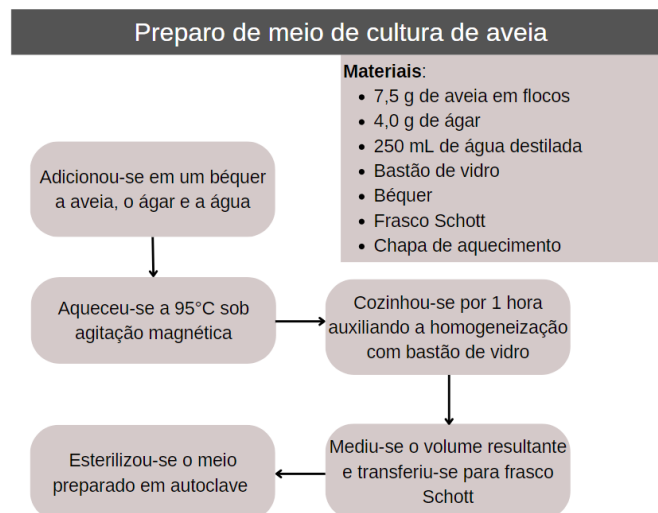 Preparo de meio de cultura de aveia
Materiais:
• 7,5 g de aveia em flocos
• 4,0 g de ágar
• 250 mL de água destilada
• Bastão de vidro
• Béquer
• Frasco Schott
• Chapa de aquecimento
Adicionou-se em um béquer
a aveia, o ágar e a água
Aqueceu-se a 95°C sob
agitação magnética
Cozinhou-se por 1 hora
auxiliando a homogeneização
com bastão de vidro
Mediu-se o volume resultante
e transferiu-se para frasco
Schott
Esterilizou-se o meio
preparado em autoclave